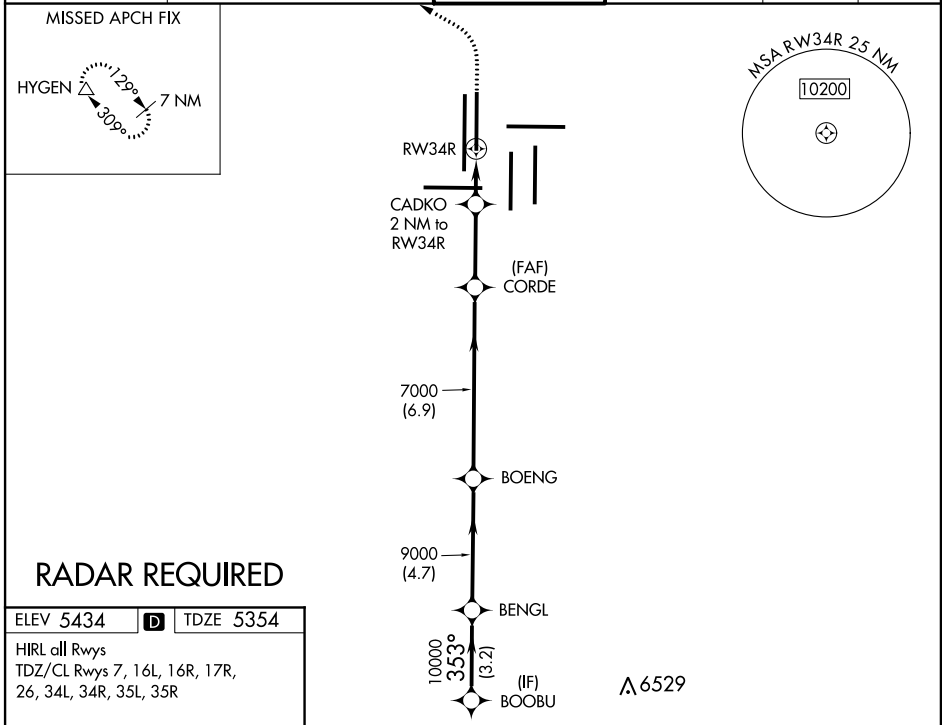 MISSED APCH FIX
HYGEN
129°
309°
7 NM
MSA RW34R 25 NM
10200
RW34R
CADKO
2 NM to
RW34R
(FAF)
CORDE
7000
(6.9)
BOENG
9000
(4.7)
BENGL
10000
353°
(3.2)
(IF)
BOOBU
6529
RADAR REQUIRED
ELEV 5434 D TDZE 5354
HIRL all Rwys
TDZ/CL Rwys 7, 16L, 16R, 17R,
26, 34L, 34R, 35L, 35R